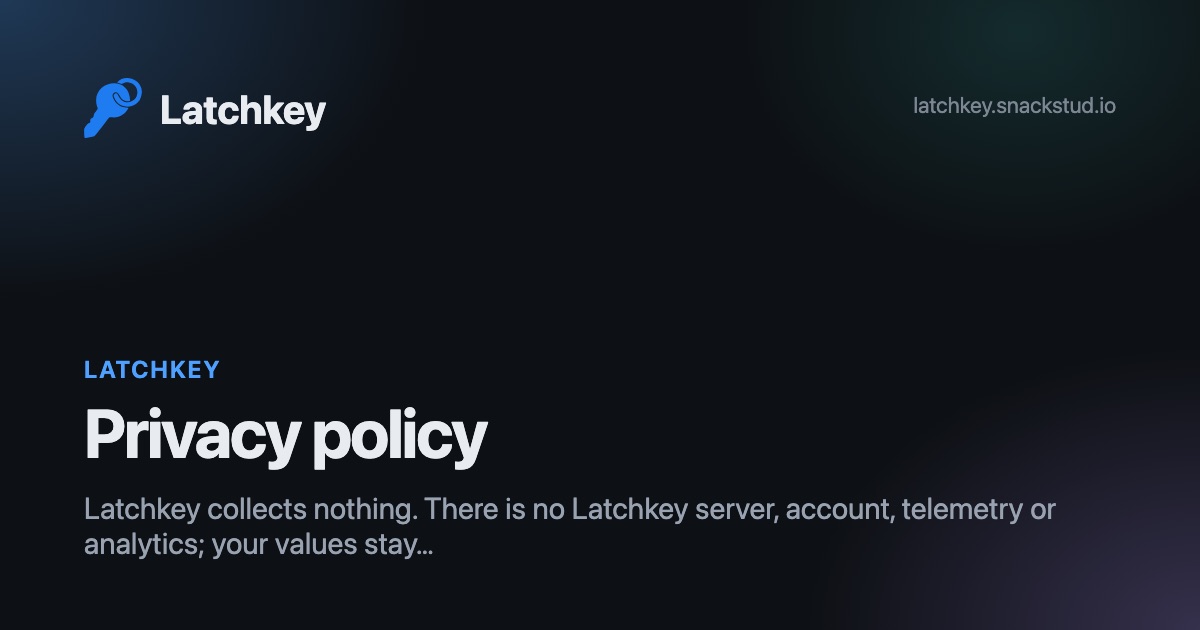 Latchkey
latchkey.snackstud.io
LATCHKEY
Privacy policy
Latchkey collects nothing. There is no Latchkey server, account, telemetry or
analytics; your values stay…